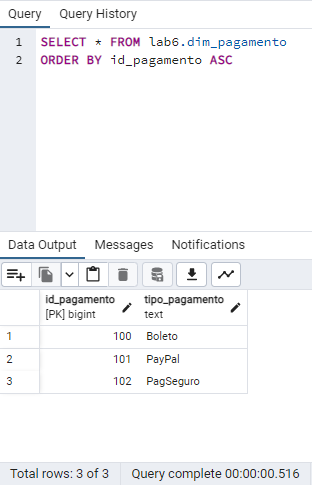 Query Query History
1 SELECT * FROM lab6.dim_pagamento
2 ORDER BY id_pagamento ASC
Data Output Messages Notifications
id_pagamento tipo_pagamento
[PK] bigint text
1 100 Boleto
2 101 PayPal
3 102 PagSeguro
Total rows: 3 of 3 Query complete 00:00:00.516